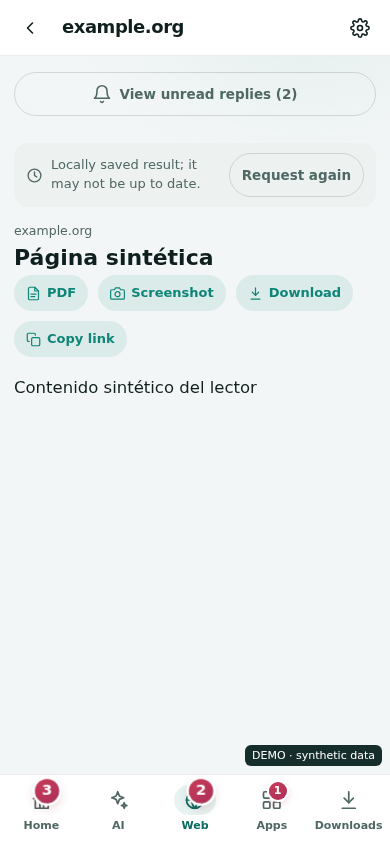 example.org
View unread replies (2)
Locally saved result; it
may not be up to date.
Request again
example.org
Página sintética
PDF
Screenshot
Download
Copy link
Contenido sintético del lector
DEMO · synthetic data
3
2
1
Home
AI
Web
Apps
Downloads